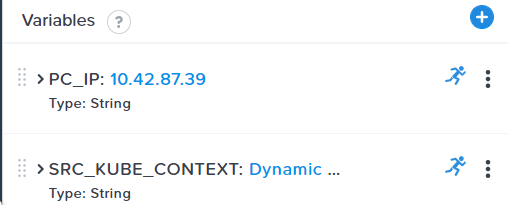 Variables ?
PC_IP: 10.42.87.39
Type: String
SRC_KUBE_CONTEXT: Dynamic ...
Type: String